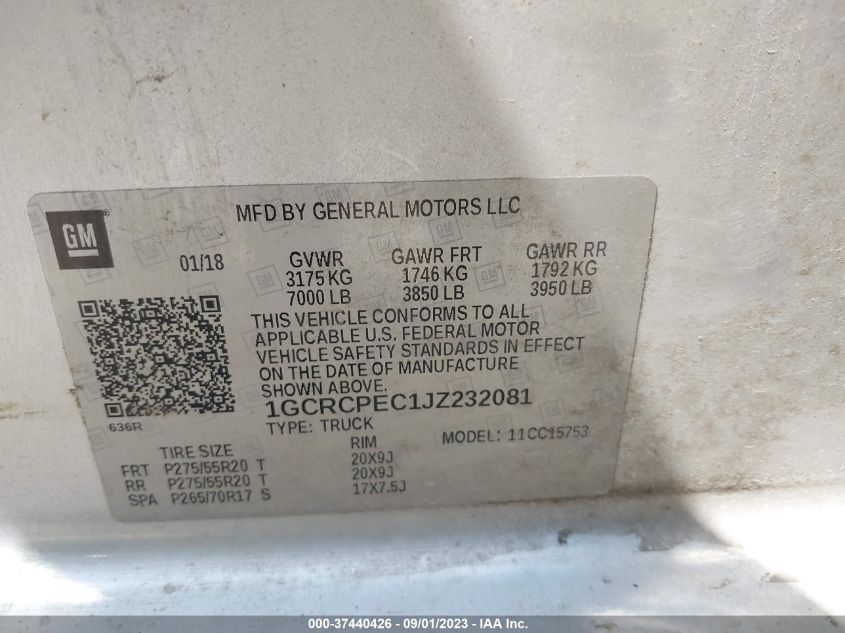 GM
MFD BY GENERAL MOTORS LLC
01/18
GVWR GAWR FRT GAWR RR
3175 KG 1746 KG 1792 KG
7000 LB 3850 LB 3950 LB
THIS VEHICLE CONFORMS TO ALL
APPLICABLE U.S. FEDERAL MOTOR
VEHICLE SAFETY STANDARDS IN EFFECT
ON THE DATE OF MANUFACTURE
SHOWN ABOVE.
1GCRCPEC1JZ232081
636R
TYPE: TRUCK
MODEL: 11CC15753
TIRE SIZE RIM
FRT P275/55R20 T 20X9J
RR P275/55R20 T 20X9J
SPA P265/70R17 S 17X7.5J
000-37440426 - 09/01/2023 - IAA Inc.